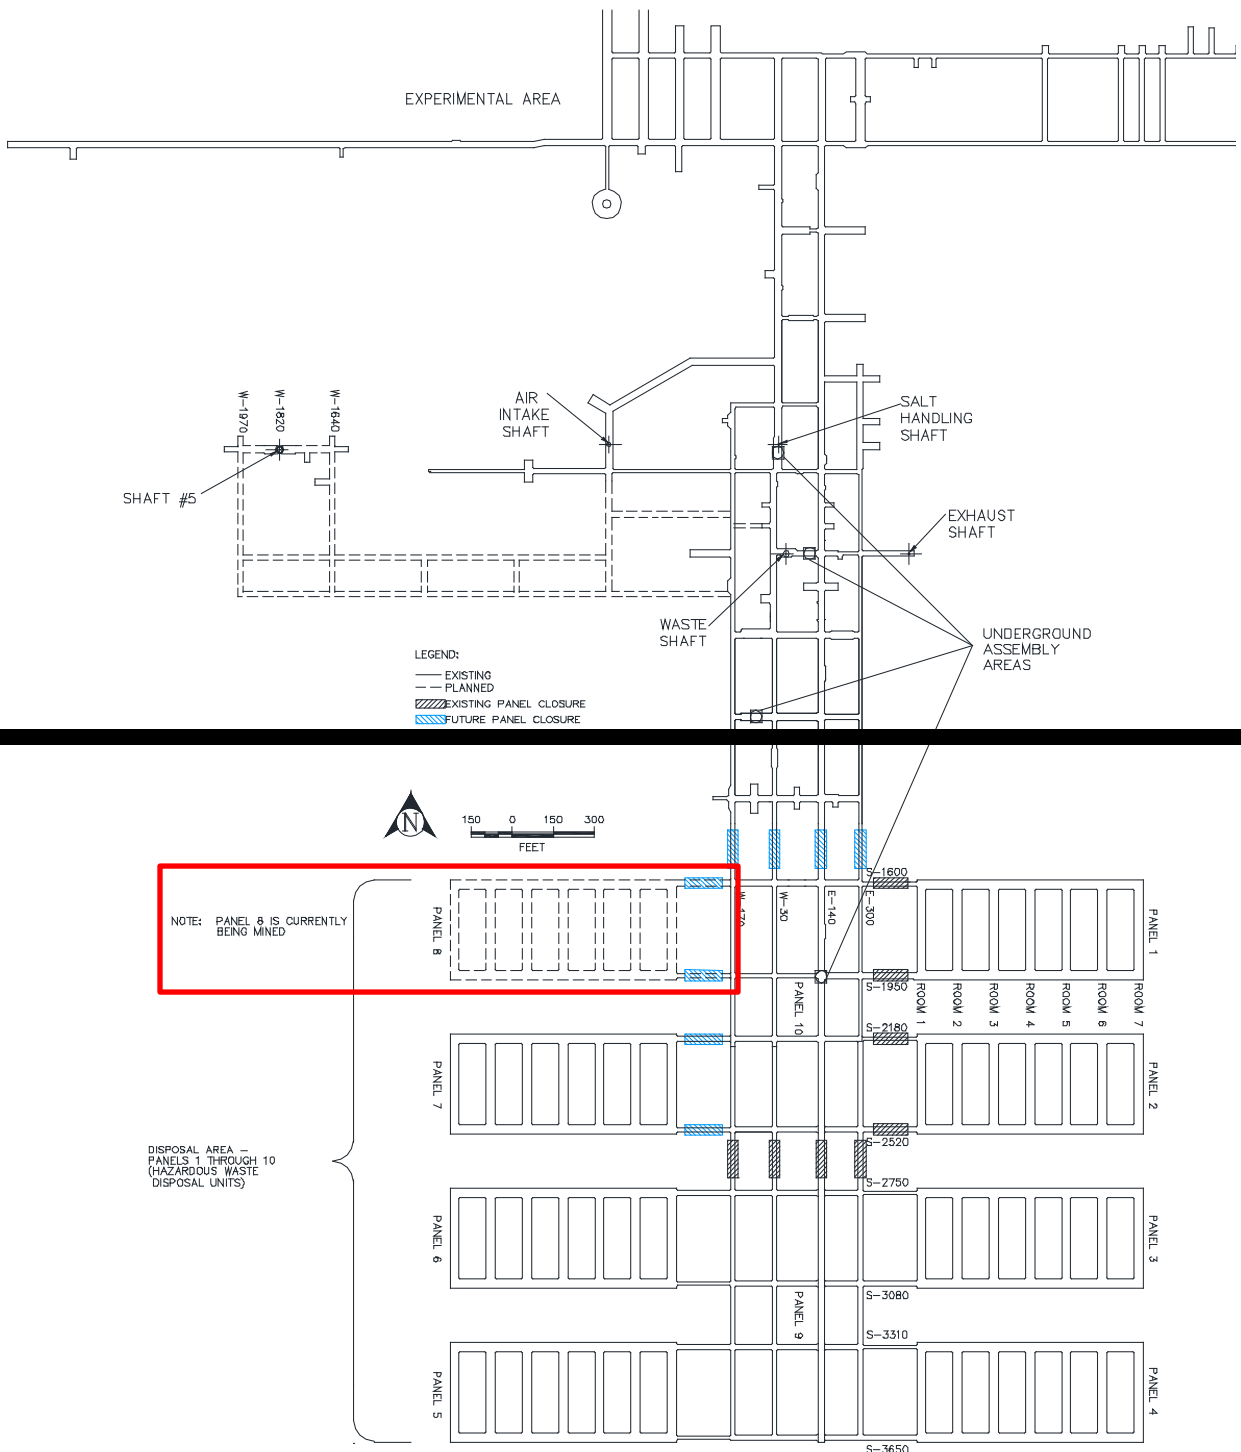 EXPERIMENTAL AREA
W-1970
W-1820
W-1640
SHAFT #5
AIR
INTAKE
SHAFT
SALT
HANDLING
SHAFT
EXHAUST
SHAFT
WASTE
SHAFT
UNDERGROUND
ASSEMBLY
AREAS
LEGEND:
EXISTING
PLANNED
EXISTING PANEL CLOSURE
FUTURE PANEL CLOSURE
N
150 0 150 300
FEET
S-1600
NOTE: PANEL 8 IS CURRENTLY
BEING MINED
PANEL 8
W-170
W-30
E-140
E-300
PANEL 1
S-1950
PANEL 10
ROOM 1
ROOM 2
ROOM 3
ROOM 4
ROOM 5
ROOM 6
ROOM 7
S-2180
PANEL 7
PANEL 2
S-2520
DISPOSAL AREA –
PANELS 1 THROUGH 10
(HAZARDOUS WASTE
DISPOSAL UNITS)
S-2750
PANEL 6
PANEL 3
S-3080
PANEL 9
S-3310
PANEL 5
PANEL 4
S-3650